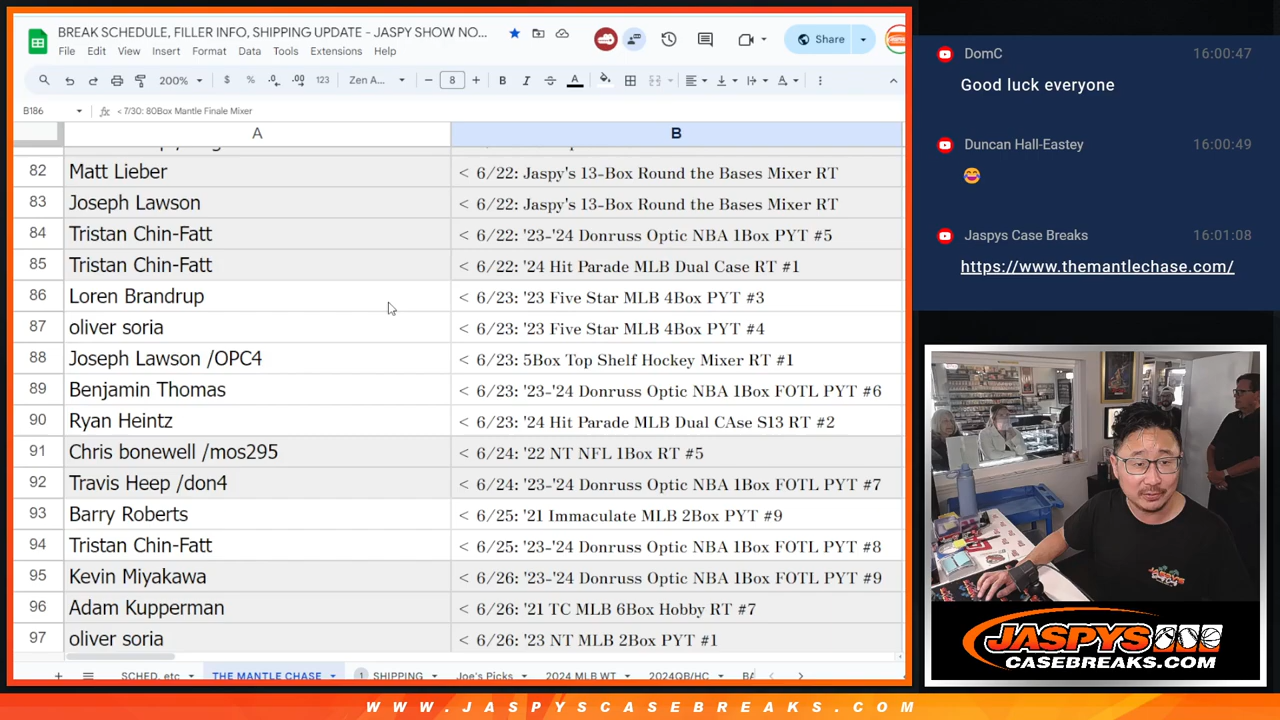 BREAK SCHEDULE, FILLER INFO, SHIPPING UPDATE - JASPY SHOW NO...
File Edit View Insert Format Data Tools Extensions
Share
200% $ % .0 .00 123 Zen A... 8 B I A
B186 fx < 7/30: 80Box Mantle Finale Mixer
A B
82 Matt Lieber < 6/22: Jaspy's 13-Box Round the Bases Mixer RT
83 Joseph Lawson < 6/22: Jaspy's 13-Box Round the Bases Mixer RT
84 Tristan Chin-Fatt < 6/22: '23-'24 Donruss Optic NBA 1Box PYT #5
85 Tristan Chin-Fatt < 6/22: '24 Hit Parade MLB Dual Case RT #1
86 Loren Brandrup < 6/23: '23 Five Star MLB 4Box PYT #3
87 oliver soria < 6/23: '23 Five Star MLB 4Box PYT #4
88 Joseph Lawson /OPC4 < 6/23: 5Box Top Shelf Hockey Mixer RT #1
89 Benjamin Thomas < 6/23: '23-'24 Donruss Optic NBA 1Box FOTL PYT #6
90 Ryan Heintz < 6/23: '24 Hit Parade MLB Dual CAse S13 RT #2
91 Chris bonewell /mos295 < 6/24: '22 NT NFL 1Box RT #5
92 Travis Heep /don4 < 6/24: '23-'24 Donruss Optic NBA 1Box FOTL PYT #7
93 Barry Roberts < 6/25: '21 Immaculate MLB 2Box PYT #9
94 Tristan Chin-Fatt < 6/25: '23-'24 Donruss Optic NBA 1Box FOTL PYT #8
95 Kevin Miyakawa < 6/26: '23-'24 Donruss Optic NBA 1Box FOTL PYT #9
96 Adam Kupperman < 6/26: '21 TC MLB 6Box Hobby RT #7
97 oliver soria < 6/26: '23 NT MLB 2Box PYT #1
SCHED, etc THE MANTLE CHASE 1 SHIPPING Joe's Picks 2024 MLB WT 2024QB/HC
DomC 16:00:47
Good luck everyone
Duncan Hall-Eastey 16:00:49
😂
Jaspys Case Breaks 16:01:08
https://www.themantlechase.com/
JASPYS
CASEBREAKS.COM
WWW.JASPYSCASEBREAKS.COM